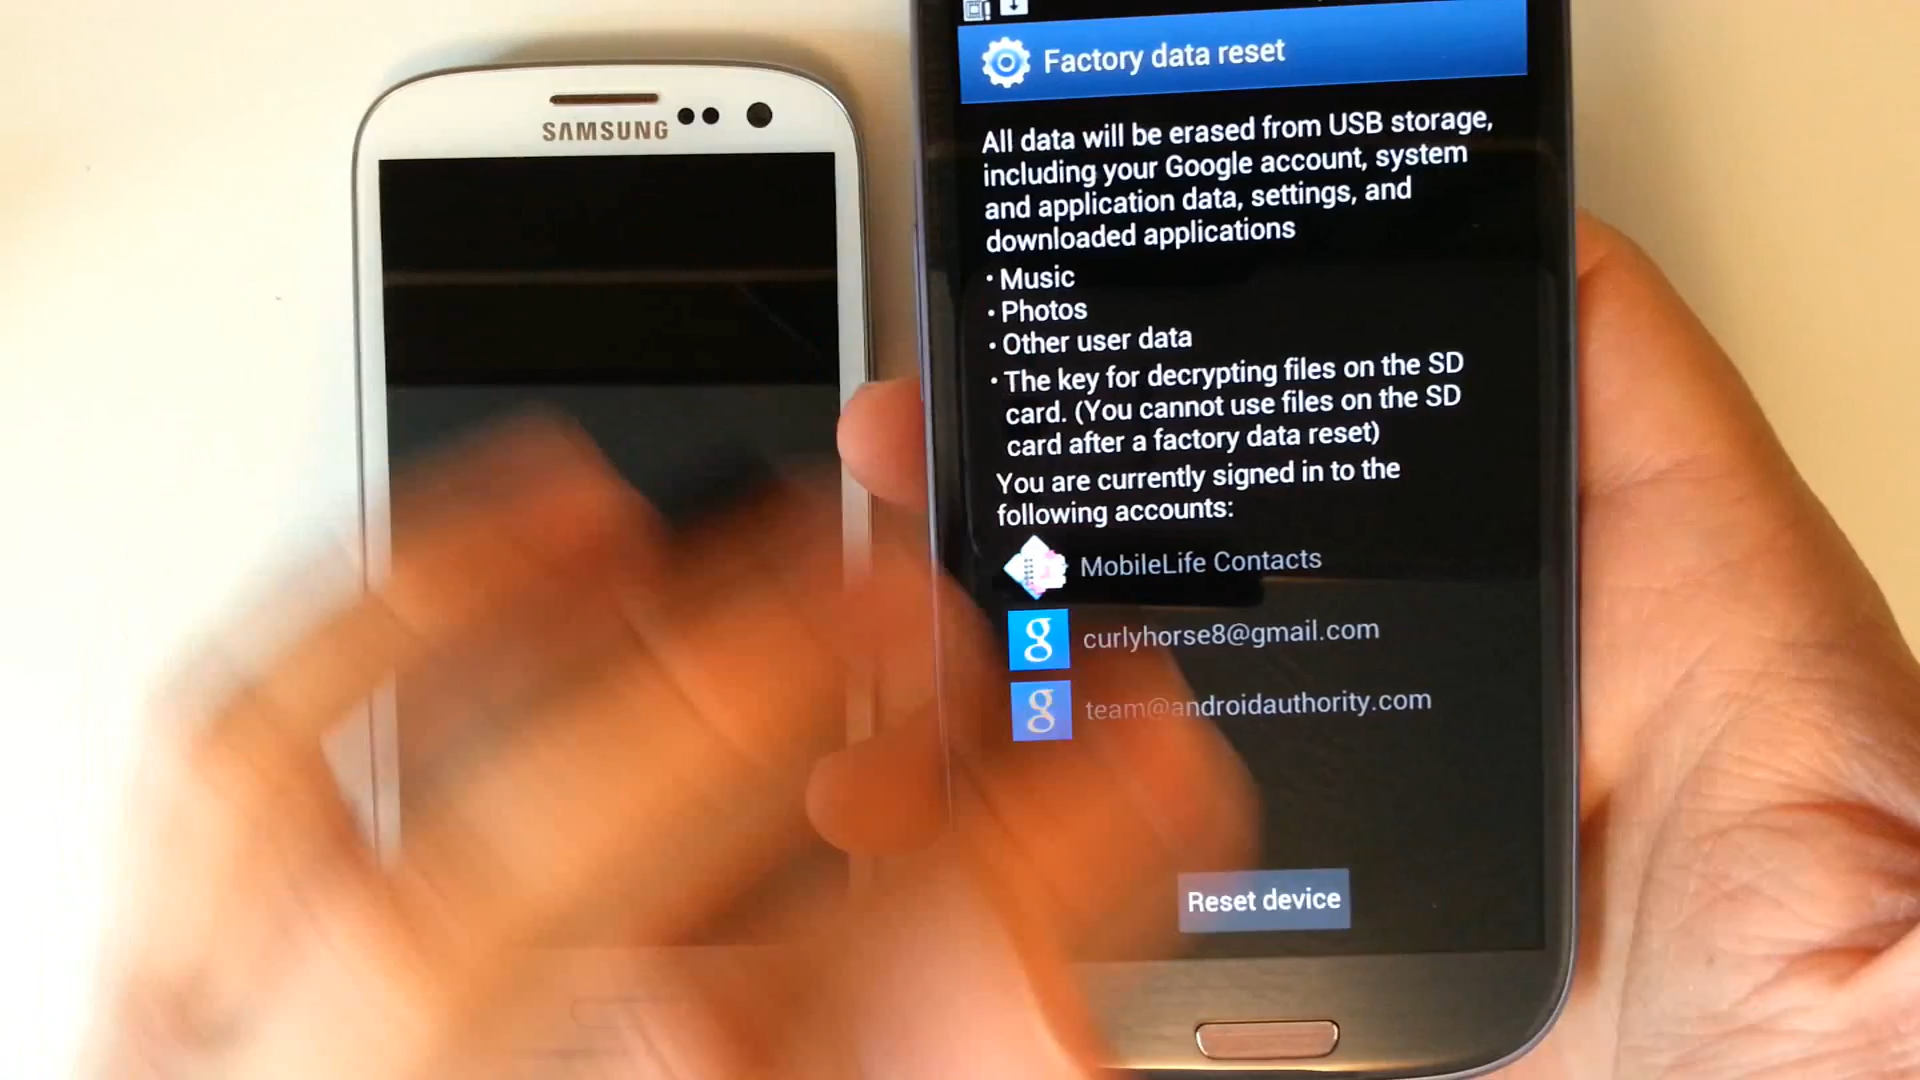 SAMSUNG
Factory data reset
All data will be erased from USB storage,
including your Google account, system
and application data, settings, and
downloaded applications
• Music
• Photos
• Other user data
• The key for decrypting files on the SD
card. (You cannot use files on the SD
card after a factory data reset)
You are currently signed in to the
following accounts:
MobileLife Contacts
g curlyhorse8@gmail.com
g team@androidauthority.com
Reset device